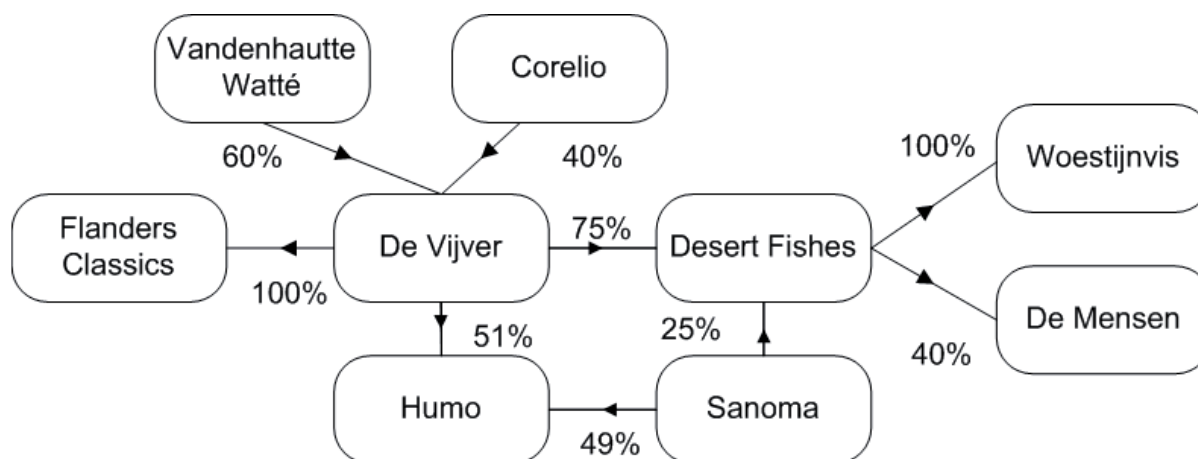 Vandenhautte
Watté
Corelio
60%
40%
100%
Woestijnvis
Flanders
Classics
De Vijver
75%
Desert Fishes
100%
De Mensen
51%
25%
40%
Humo
Sanoma
49%